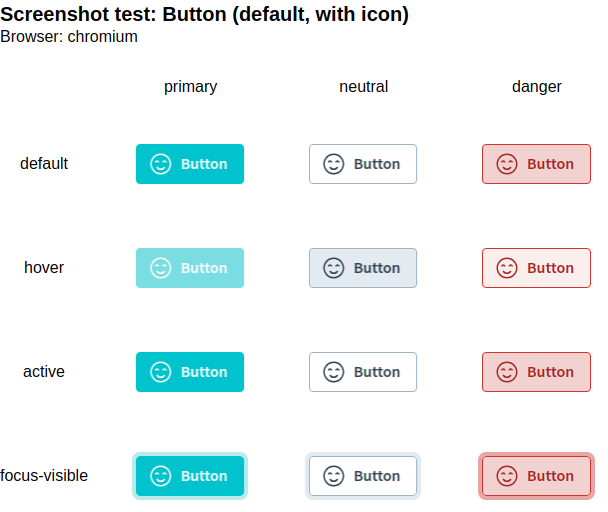 Screenshot test: Button (default, with icon)
Browser: chromium
primary neutral danger
default Button Button Button
hover Button Button Button
active Button Button Button
focus-visible Button Button Button